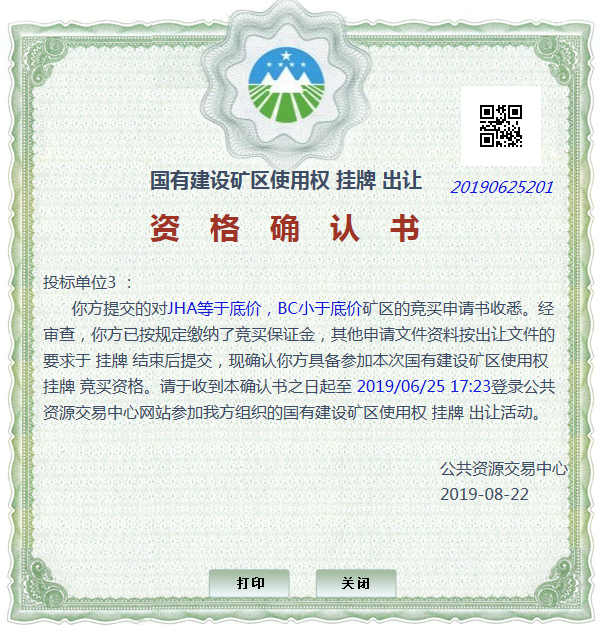 国有建设矿区使用权 挂牌 出让
20190625201
资 格 确 认 书
投标单位3 ：
你方提交的对JHA等于底价，BC小于底价矿区的竞买申请书收悉。经
审查，你方已按规定缴纳了竞买保证金，其他申请文件资料按出让文件的
要求于 挂牌 结束后提交，现确认你方具备参加本次国有建设矿区使用权
挂牌 竞买资格。请于收到本确认书之日起至 2019/06/25 17:23登录公共
资源交易中心网站参加我方组织的国有建设矿区使用权 挂牌 出让活动。
公共资源交易中心
2019-08-22
打印 关闭